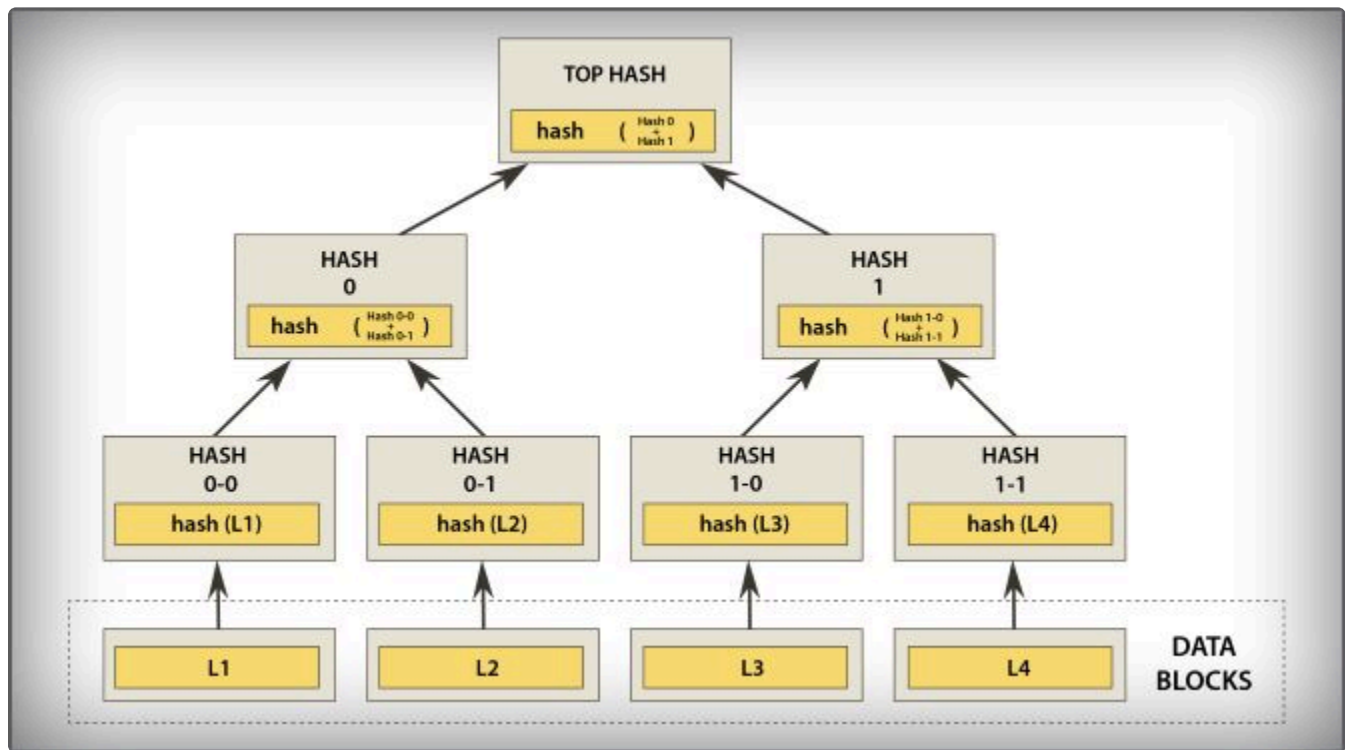 TOP HASH
hash ( Hash 0 + Hash 1 )
HASH
0
hash ( Hash 0-0 + Hash 0-1 )
HASH
1
hash ( Hash 1-0 + Hash 1-1 )
HASH
0-0
hash (L1)
HASH
0-1
hash (L2)
HASH
1-0
hash (L3)
HASH
1-1
hash (L4)
L1
L2
L3
L4
DATA
BLOCKS